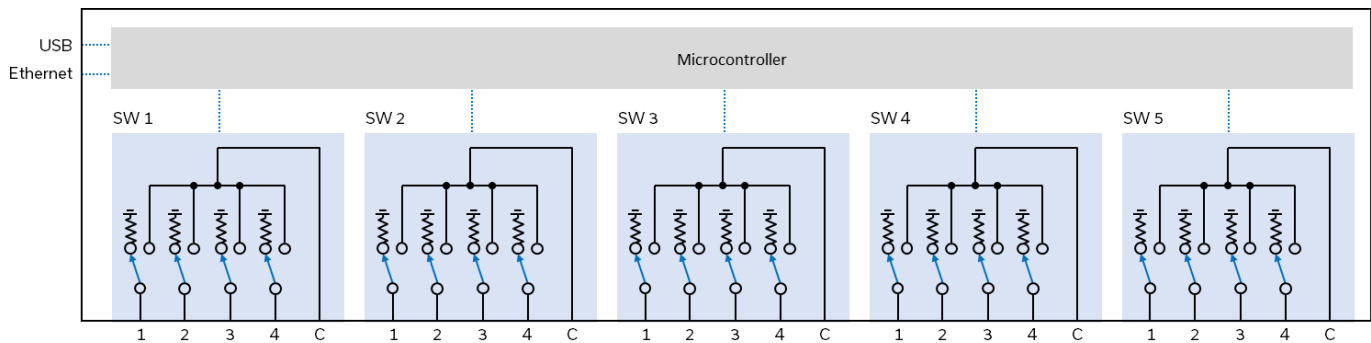 USB
Ethernet
Microcontroller
SW 1 SW 2 SW 3 SW 4 SW 5
1 2 3 4 C 1 2 3 4 C 1 2 3 4 C 1 2 3 4 C 1 2 3 4 C